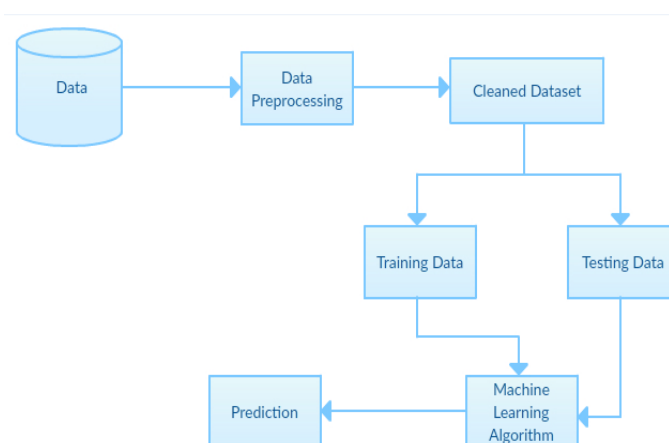 Data
Data
Preprocessing
Cleaned Dataset
Training Data
Testing Data
Prediction
Machine
Learning
Algorithm